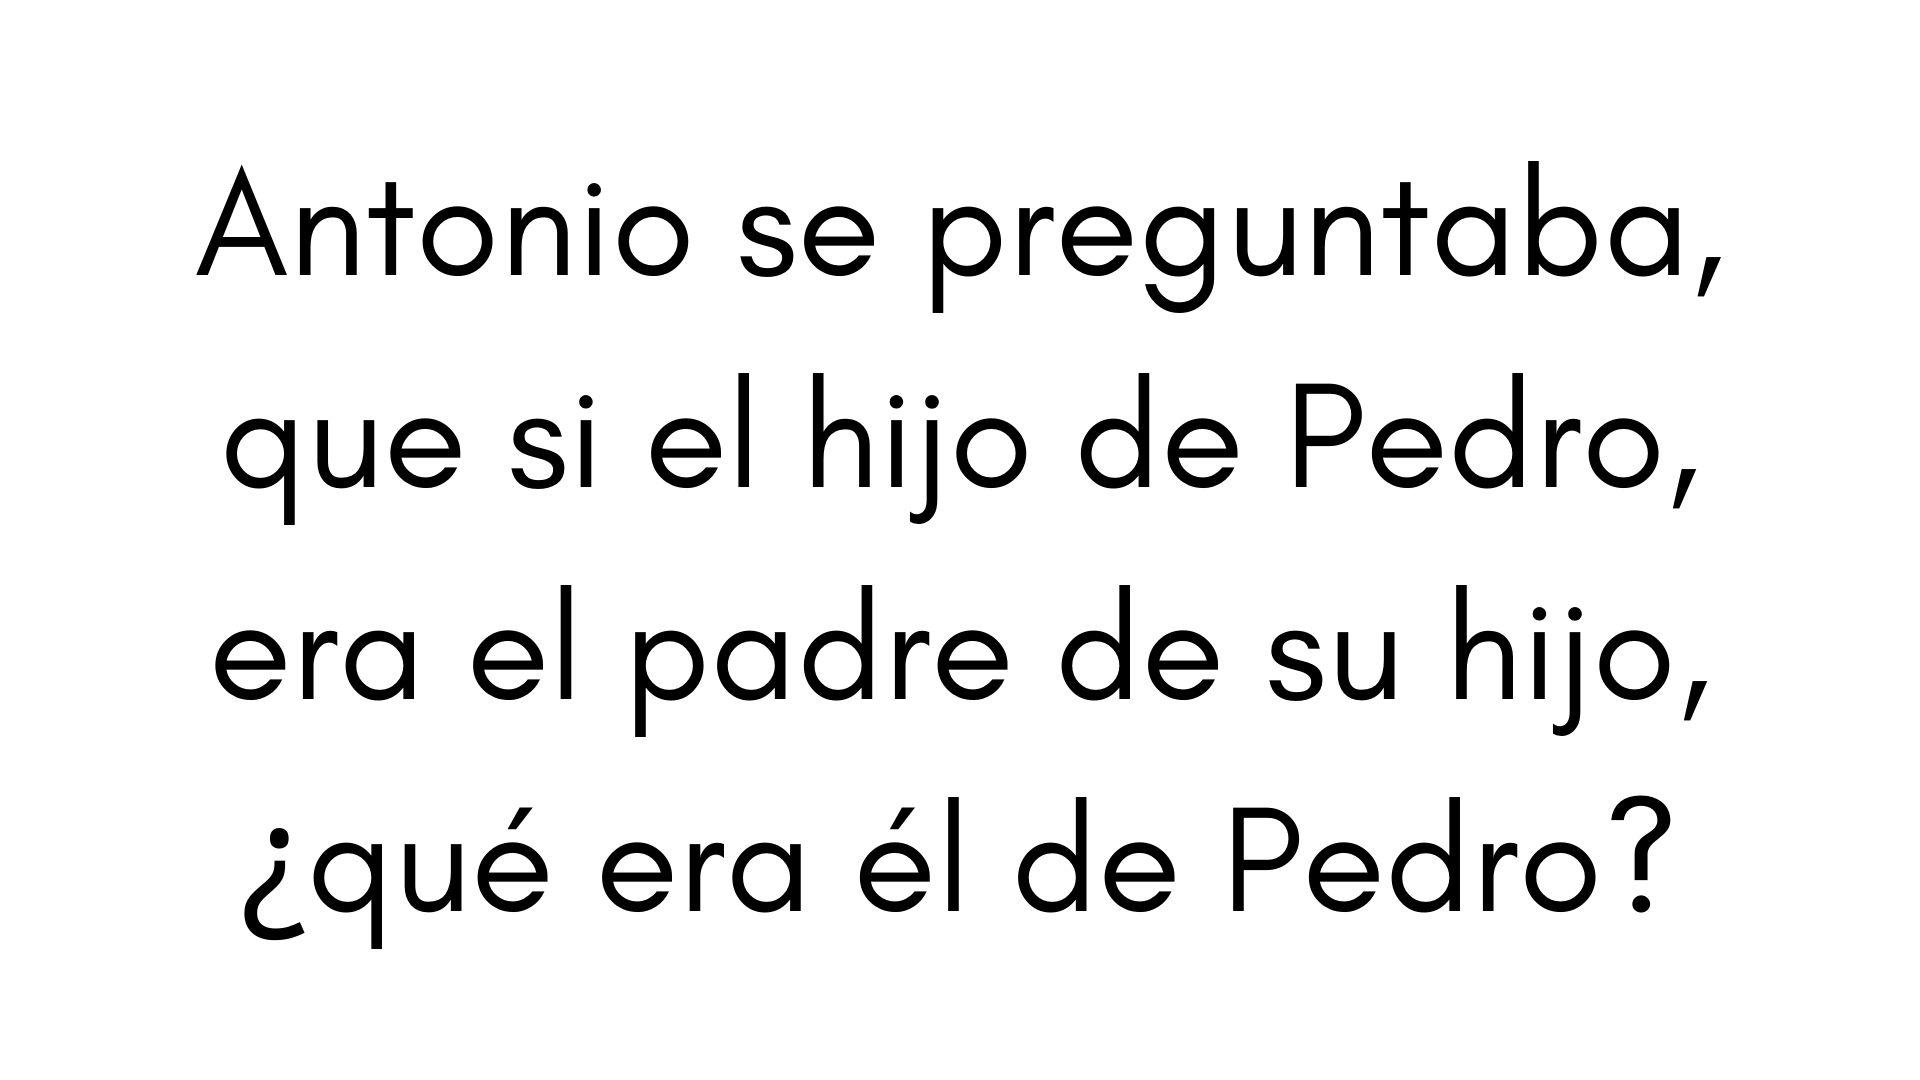 Antonio se preguntaba,
que si el hijo de Pedro,
era el padre de su hijo,
¿qué era él de Pedro?